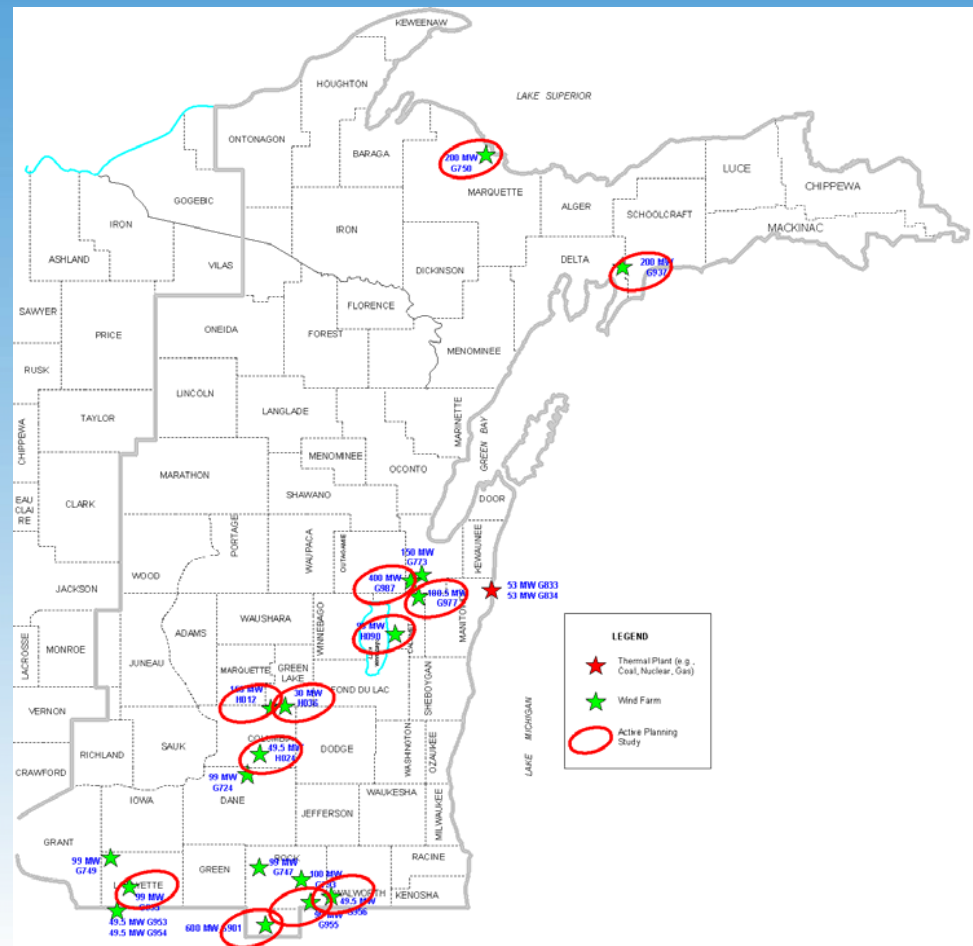 KEWEENAW
HOUGHTON
LAKE SUPERIOR
ONTONAGON
BARAGA
200 MW
G750
MARQUETTE
LUCE
CHIPPEWA
GOGEBIC
ALGER
SCHOOLCRAFT
MACKINAC
IRON
IRON
ASHLAND
VILAS
DICKINSON
DELTA
200 MW
G937
SAWYER
FLORENCE
PRICE
ONEIDA
FOREST
MENOMINEE
RUSK
LINCOLN
TAYLOR
LANGLADE
MARINETTE
GREEN BAY
CHIPPEWA
MENOMINEE
OCONTO
MARATHON
SHAWANO
DOOR
EAU
CLAI
RE
CLARK
PORTAGE
WAUPACA
OUTAGAMIE
KEWAUNEE
150 MW
G773
WOOD
400 MW
G987
100.5 MW
G977
53 MW G833
53 MW G834
JACKSON
WAUSHARA
WINNEBAGO
MANITO
ADAMS
H090
CALUMET
LEGEND
Thermal Plant (e.g.,
Coal, Nuclear, Gas)
Wind Farm
Active Planning
Study
LACROSSE
MONROE
JUNEAU
MARQUETTE
GREEN
LAKE
H012
30 MW
H036
FOND DU LAC
SHEBOYGAN
VERNON
SAUK
RICHLAND
DODGE
WASHINGTON
OZAUKEE
LAKE MICHIGAN
49.5 MW
H024
CRAWFORD
99 MW
G724
IOWA
DANE
WAUKESHA
MILWAUKEE
JEFFERSON
GRANT
99 MW
G749
GREEN
ROCK
RACINE
99 MW
G747
100 MW
LAFAYETTE
99 MW
WALWORTH
KENOSHA
49.5 MW
G956
G955
49.5 MW G953
49.5 MW G954
600 MW G901